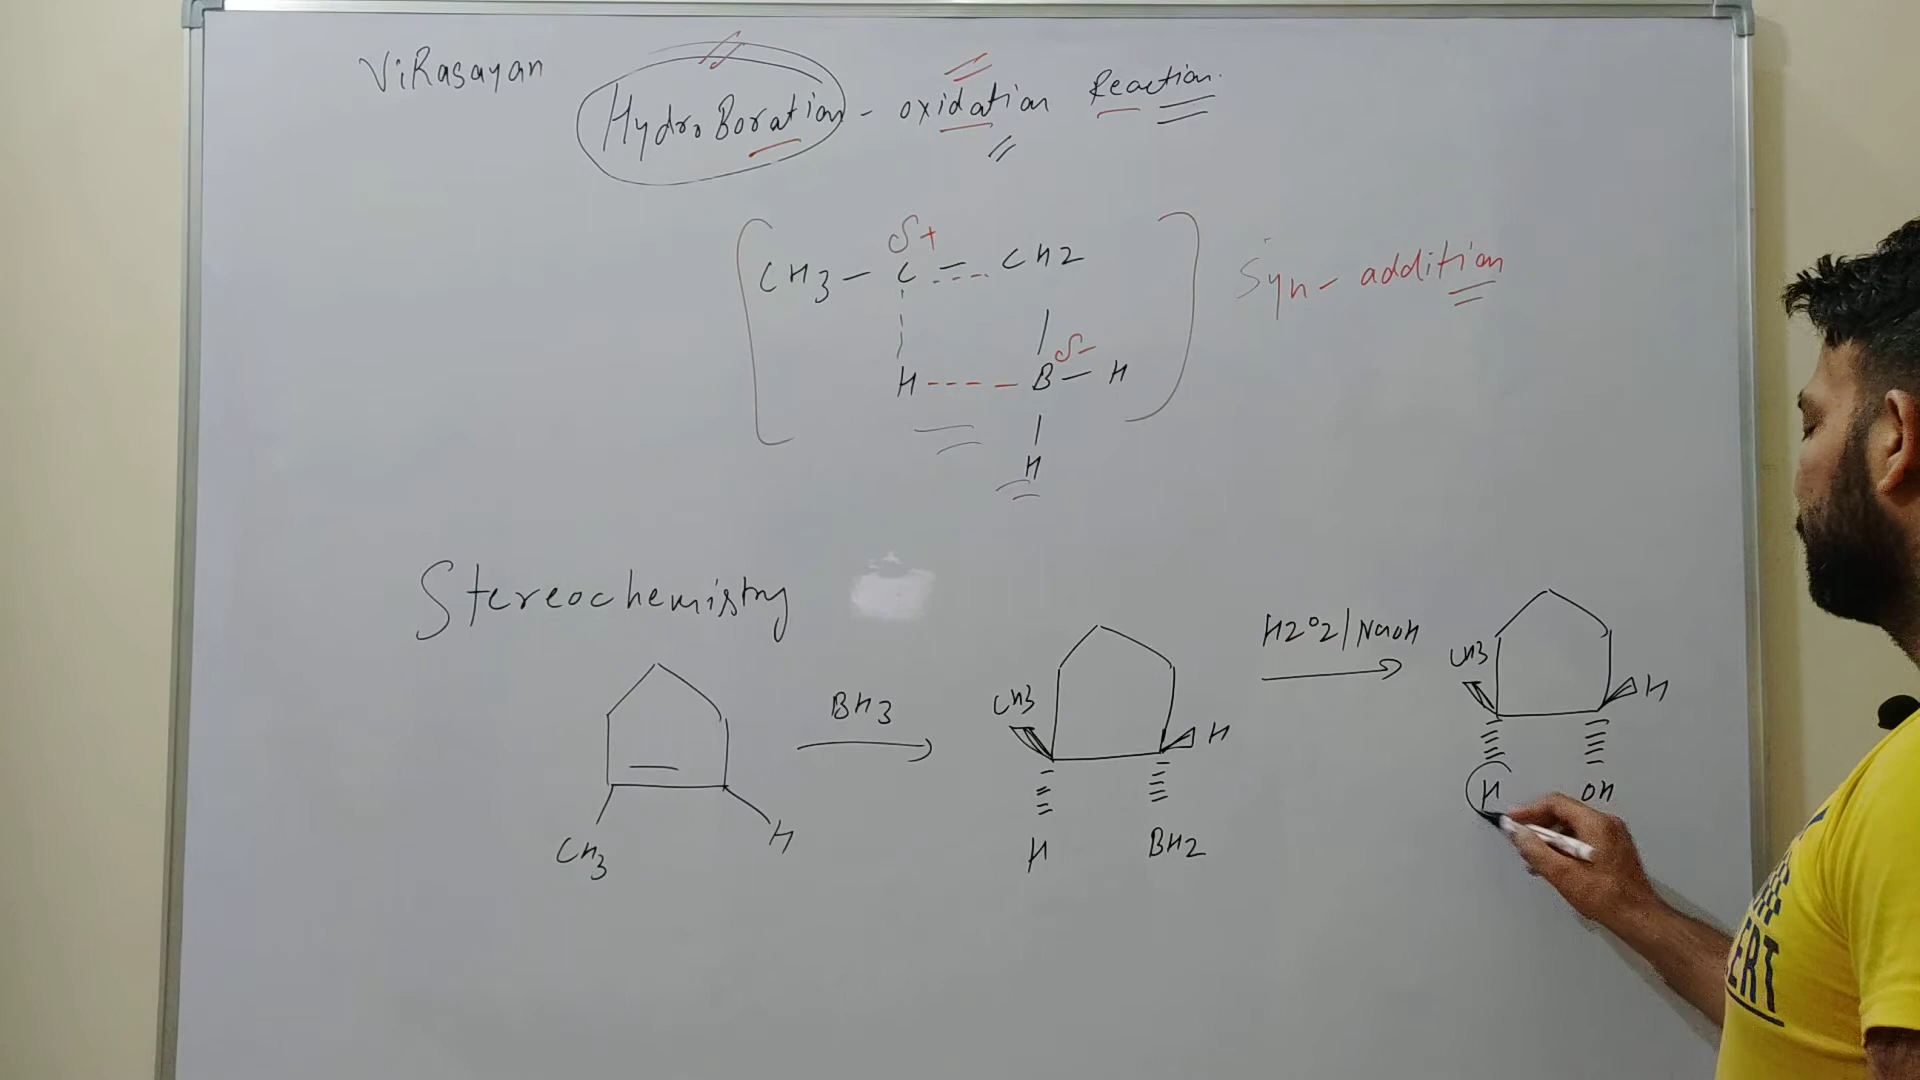 ViRasayan
HydroBoration - oxidation Reaction.
δ+
CH3 - C = CH2
δ-
H ---- B - H
H
Syn - addition
Stereochemistry
CH3
H
BH3
CH3
H
H
BH2
H2O2/NaOH
CH3
H
H
OH
ERT